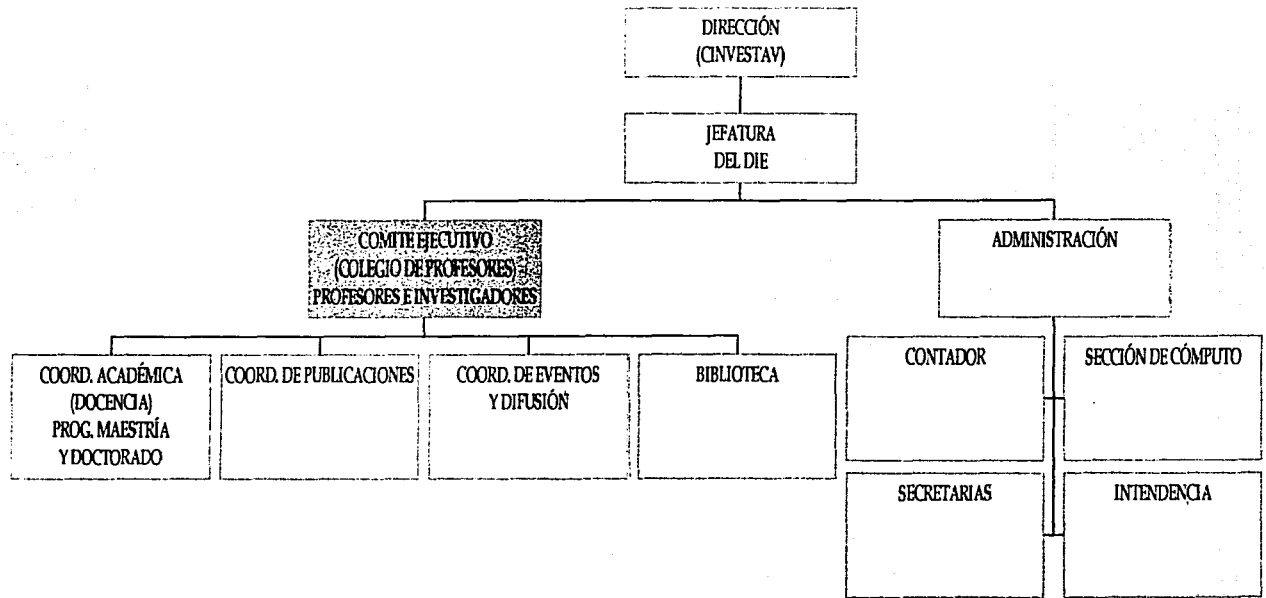 DIRECCIÓN
(CINVESTAV)
JEFATURA
DEL DIE
COMITE EJECUTIVO
(COLEGIO DE PROFESORES)
PROFESORES E INVESTIGADORES
ADMINISTRACIÓN
COORD. ACADÉMICA
(DOCENCIA)
PROG. MAESTRÍA
Y DOCTORADO
COORD. DE PUBLICACIONES
COORD. DE EVENTOS
Y DIFUSIÓN
BIBLIOTECA
CONTADOR
SECCIÓN DE CÓMPUTO
SECRETARIAS
INTENDENCIA